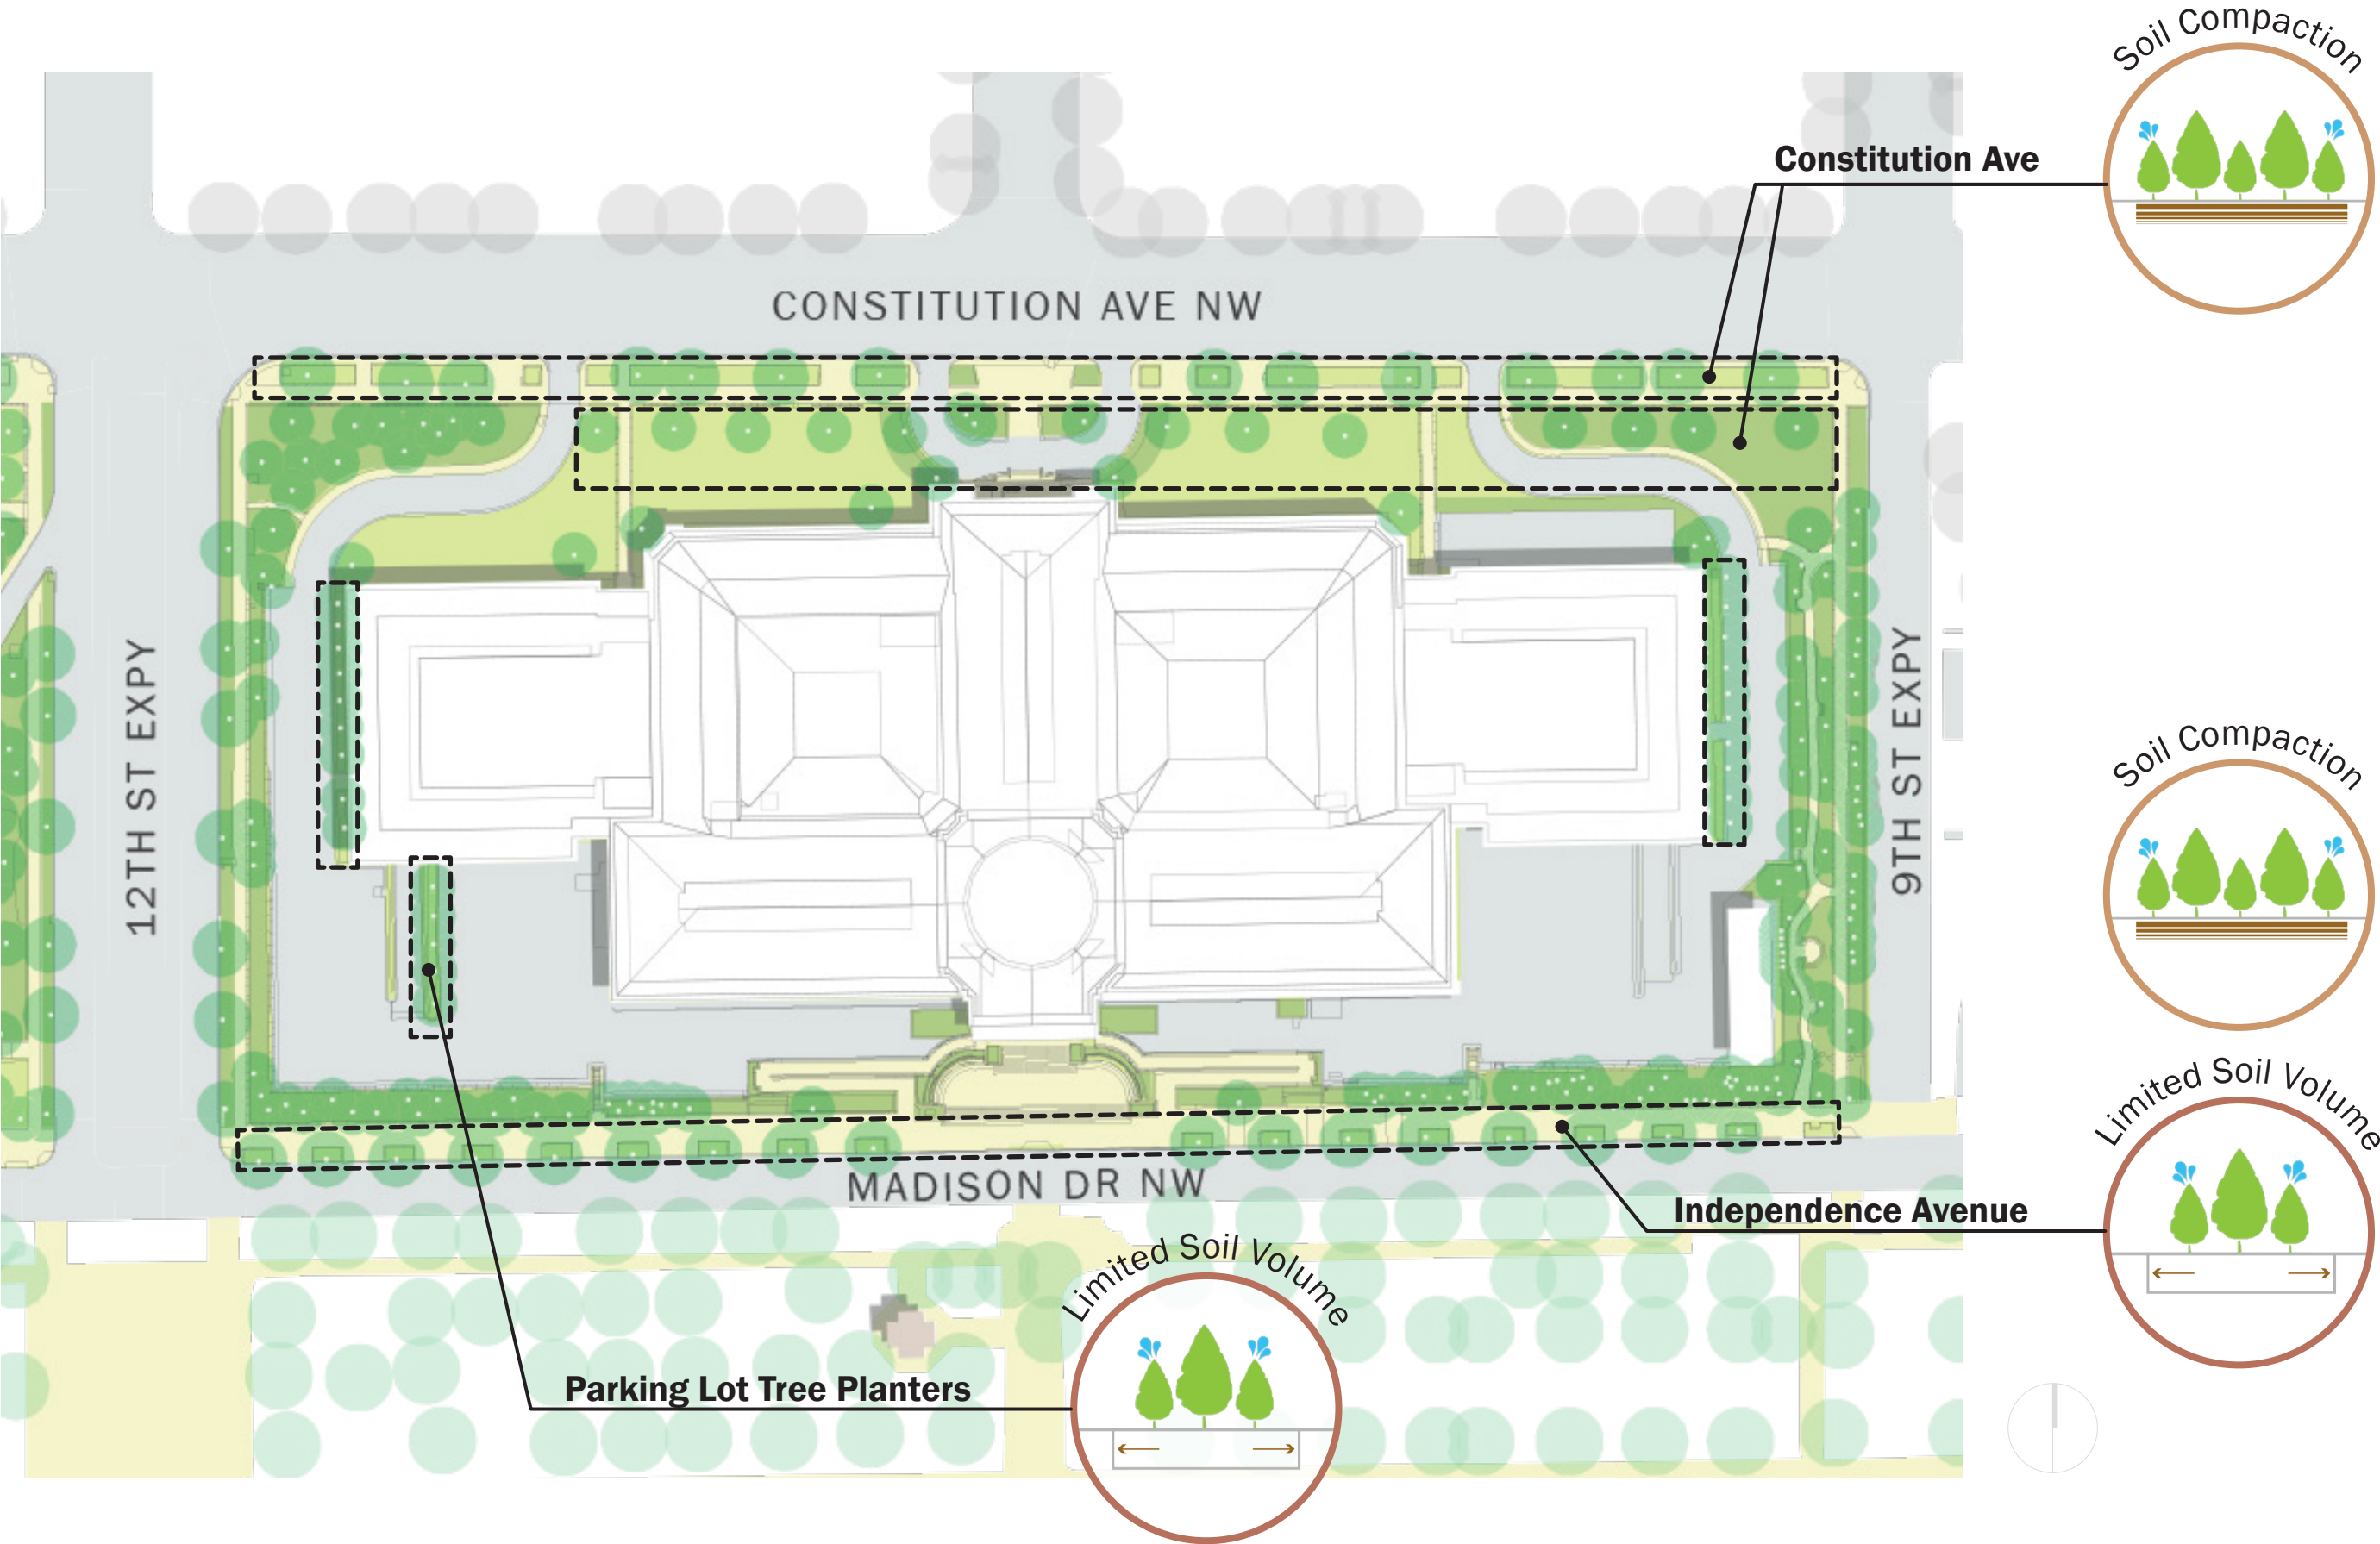 Soil Compaction
Constitution Ave
CONSTITUTION AVE NW
12TH ST EXPY
9TH ST EXPY
Soil Compaction
Limited Soil Volume
MADISON DR NW
Independence Avenue
Limited Soil Volume
Parking Lot Tree Planters